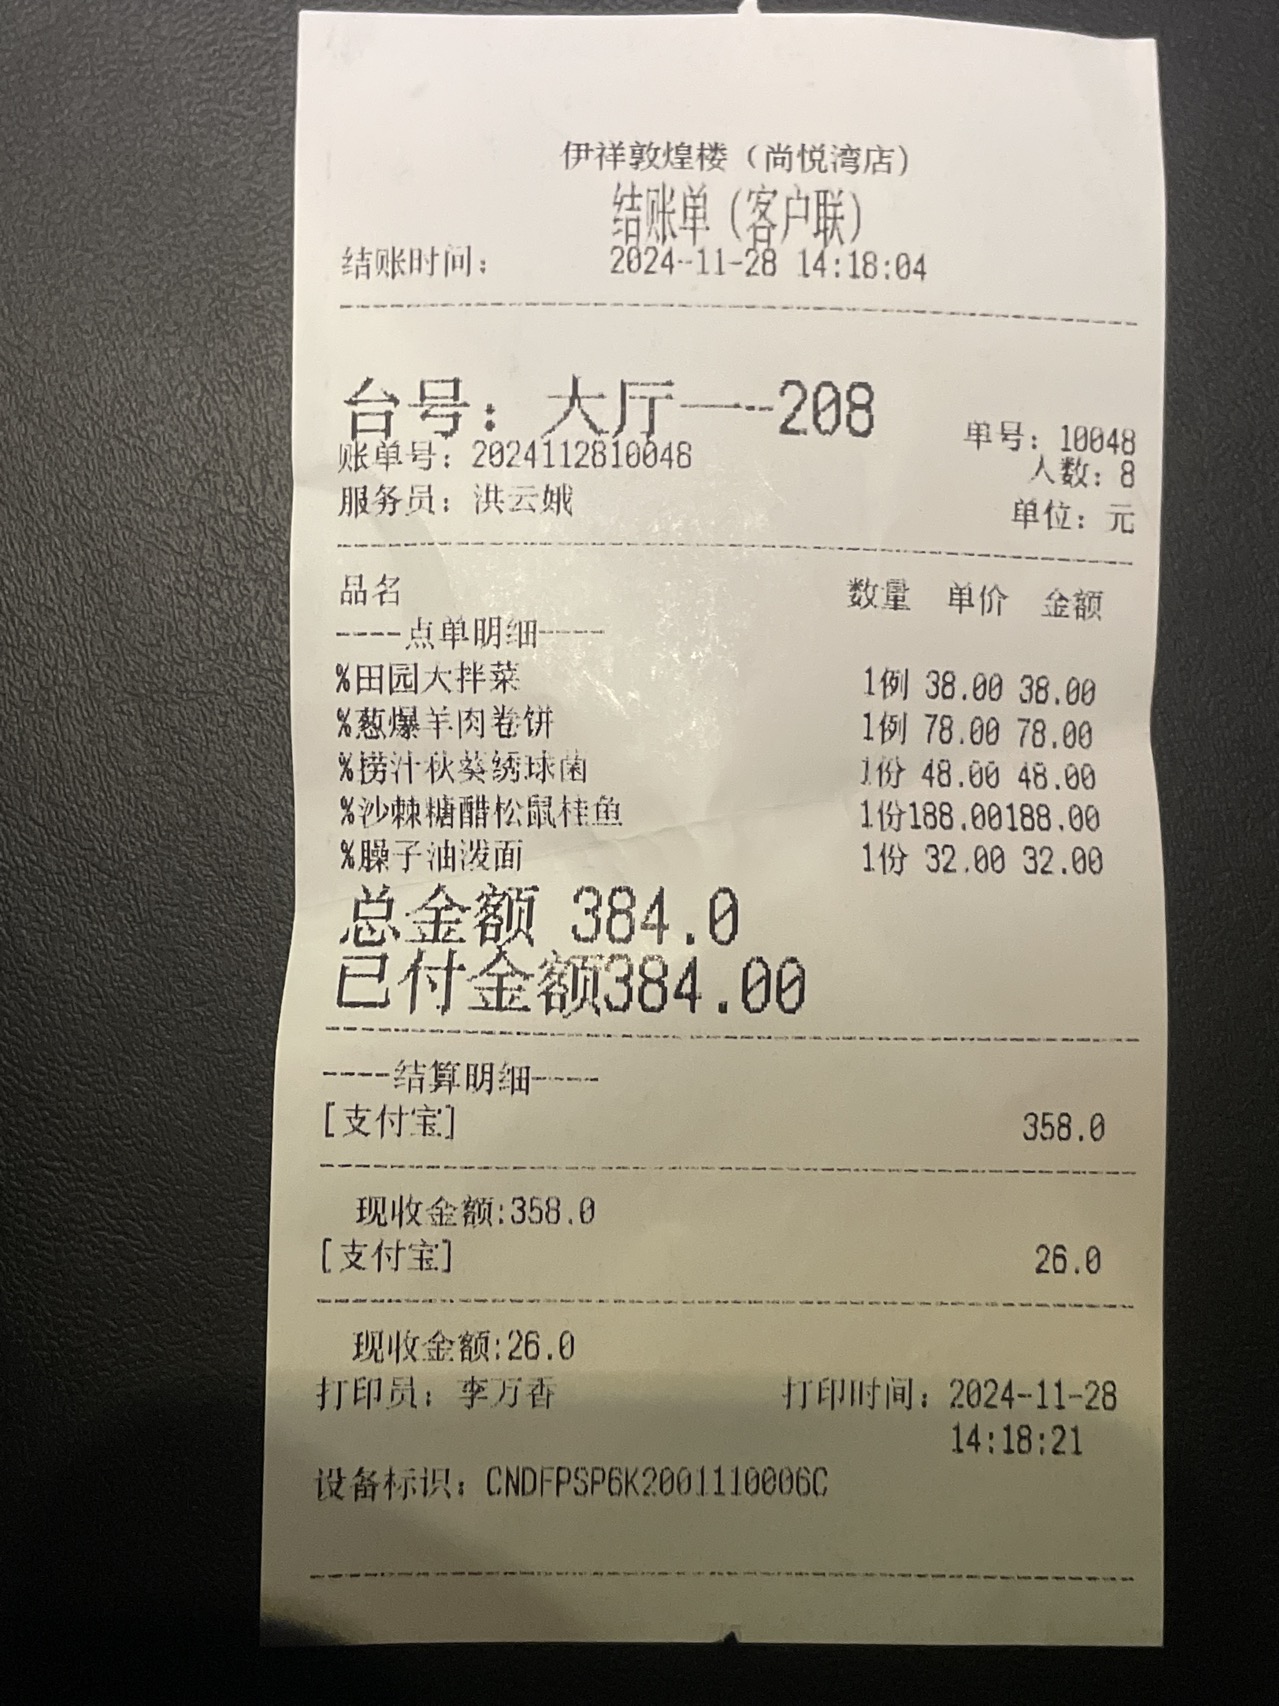 伊祥敦煌楼（尚悦湾店）
结账单（客户联）
结账时间： 2024-11-28 14:18:04
台号： 大厅一--208
单号：10048
账单号：2024112810048
人数：8
服务员：洪云娥
单位：元
品名 数量 单价 金额
----点单明细----
%田园大拌菜 1例 38.00 38.00
%葱爆羊肉卷饼 1例 78.00 78.00
%捞汁秋葵绣球菌 1份 48.00 48.00
%沙棘糖醋松鼠桂鱼 1份188.00188.00
%臊子油泼面 1份 32.00 32.00
总金额 384.0
已付金额384.00
----结算明细----
[支付宝] 358.0
现收金额:358.0
[支付宝] 26.0
现收金额:26.0
打印员：李万香 打印时间：2024-11-28
14:18:21
设备标识：CNDFPSP6K2001110006C